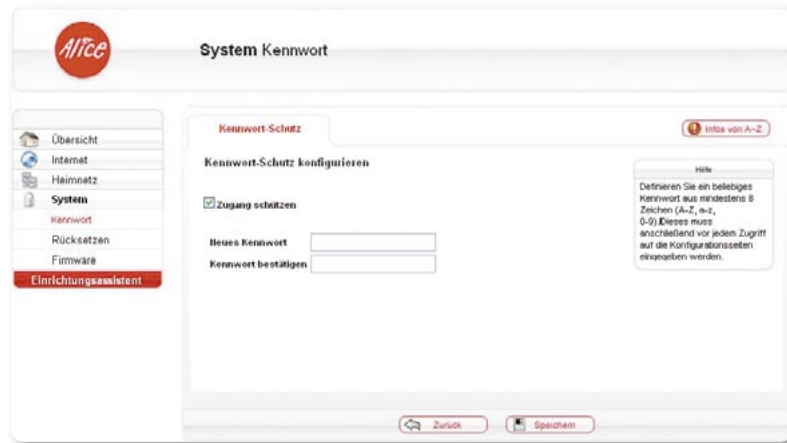 Alice
System Kennwort
Übersicht
Internet
Heimnetz
System
Kennwort
Rücksetzen
Firmware
Einrichtungsassistent
Kennwort-Schutz
Infos von A-Z
Kennwort-Schutz konfigurieren
Zugang schützen
Neues Kennwort
Kennwort bestätigen
Hilfe
Definieren Sie ein beliebiges
Kennwort aus mindestens 8
Zeichen (A-Z, a-z,
0-9).Dieses muss
anschließend vor jedem Zugriff
auf die Konfigurationsseiten
eingegeben werden.
Zurück
Speichern